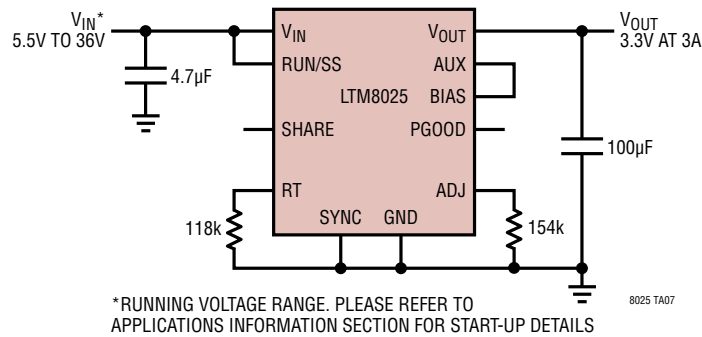 VIN*
5.5V TO 36V
VOUT
3.3V AT 3A
VIN
VOUT
RUN/SS
AUX
4.7µF
LTM8025
BIAS
SHARE
PGOOD
100µF
RT
ADJ
118k
SYNC
GND
154k
8025 TA07
*RUNNING VOLTAGE RANGE. PLEASE REFER TO
APPLICATIONS INFORMATION SECTION FOR START-UP DETAILS